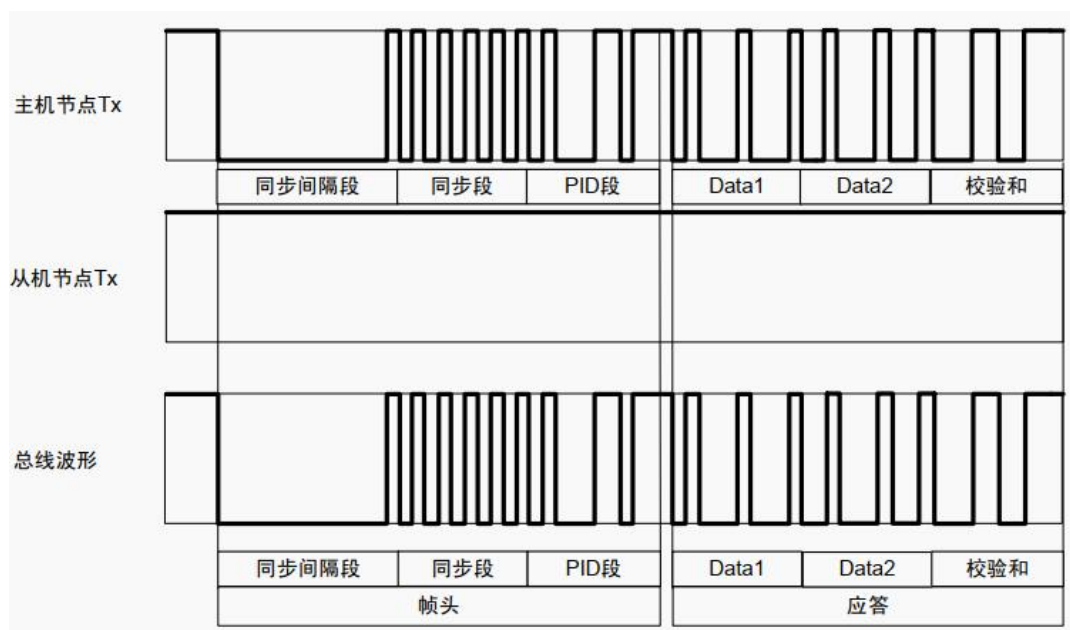 主机节点Tx
同步间隔段 同步段 PID段 Data1 Data2 校验和
从机节点Tx
总线波形
同步间隔段 同步段 PID段 Data1 Data2 校验和
帧头 应答